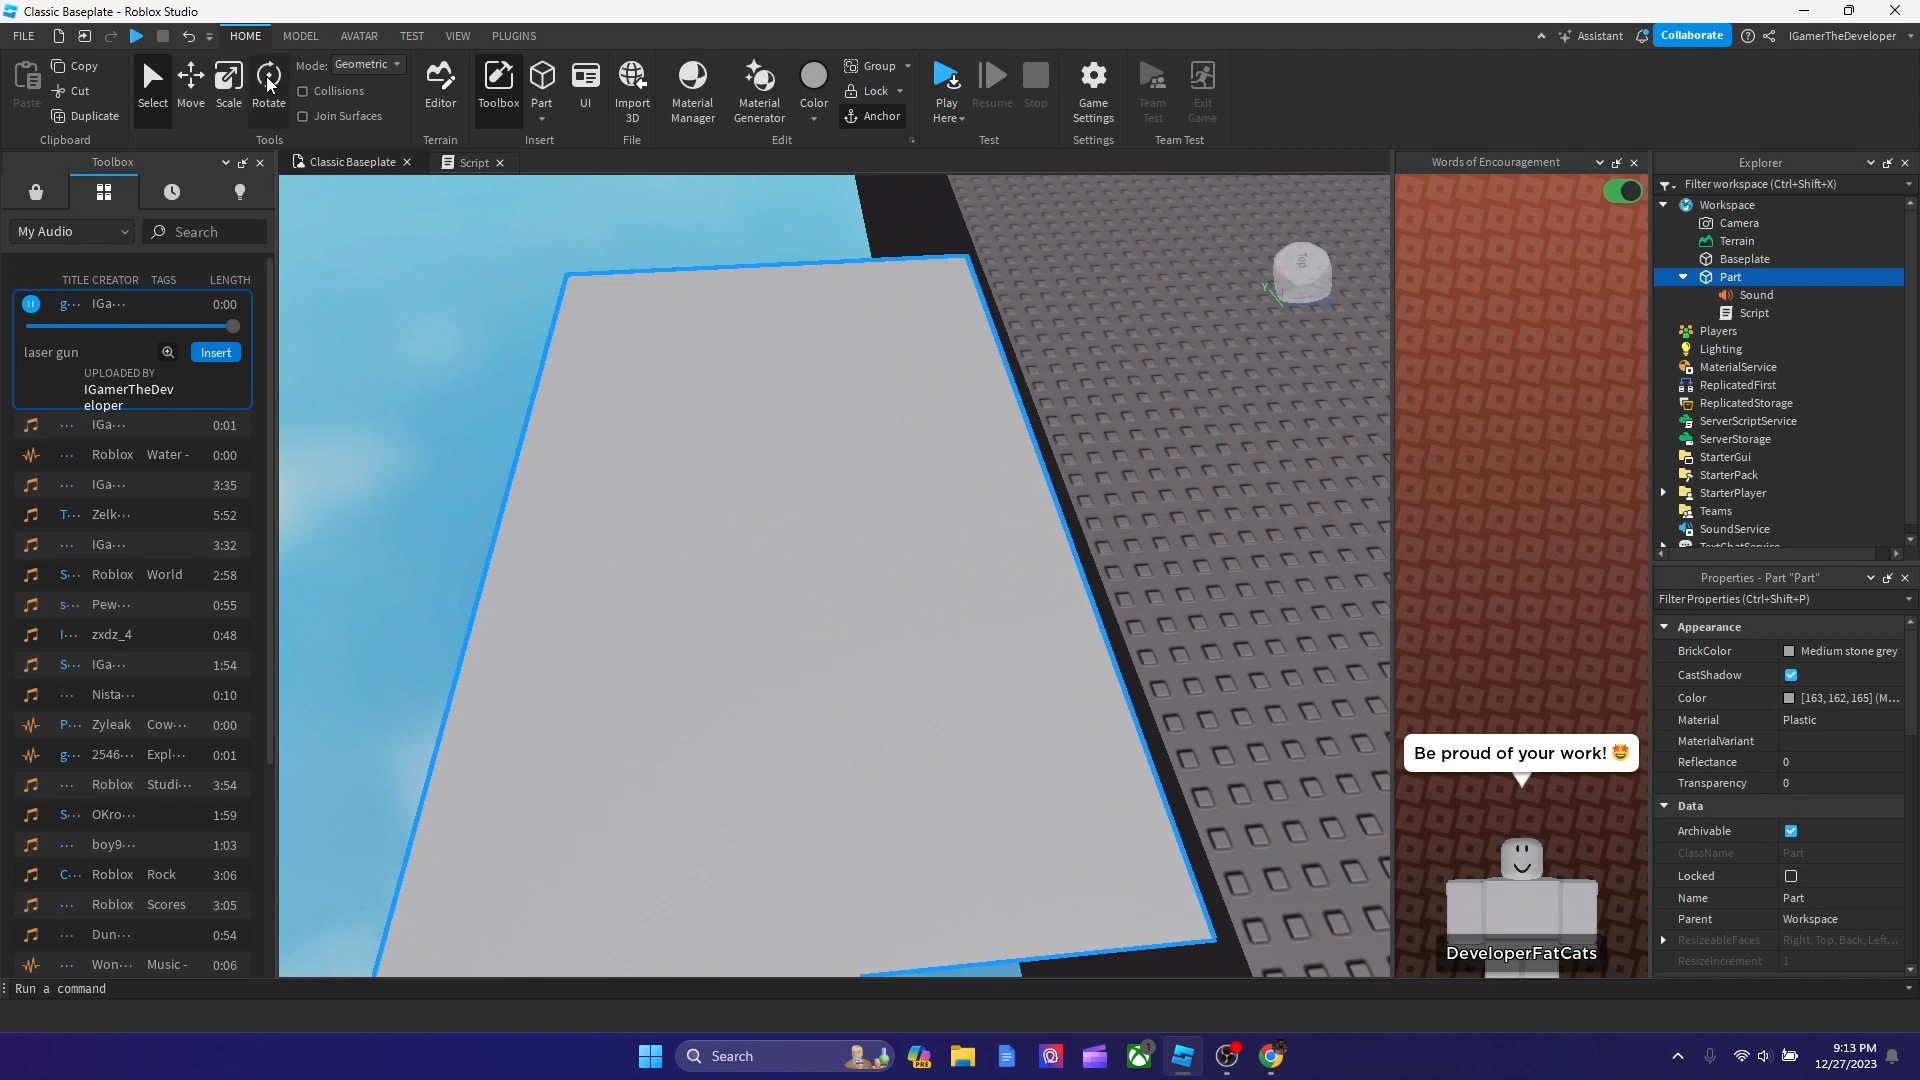 Classic Baseplate - Roblox Studio
FILE
HOME
MODEL
AVATAR
TEST
VIEW
PLUGINS
Assistant
Collaborate
IGamerTheDeveloper
Paste
Copy
Cut
Duplicate
Clipboard
Select
Move
Scale
Rotate
Mode: Geometric
Collisions
Join Surfaces
Tools
Editor
Terrain
Toolbox
Part
UI
Insert
Import
3D
File
Material
Manager
Material
Generator
Color
Group
Lock
Anchor
Edit
Play
Here
Resume
Stop
Test
Game
Settings
Settings
Team
Test
Exit
Game
Team Test
Toolbox
My Audio
Search
TITLE CREATOR TAGS LENGTH
g··· IGa··· 0:00
laser gun
Insert
UPLOADED BY
IGamerTheDev
eloper
··· IGa··· 0:01
··· Roblox Water - 0:00
··· IGa··· 3:35
T··· Zelk··· 5:52
··· IGa··· 3:32
S··· Roblox World 2:58
s··· Pew··· 0:55
I··· zxdz_4 0:48
S··· IGa··· 1:54
··· Nista··· 0:10
P··· Zyleak Cow··· 0:00
g··· 2546··· Expl··· 0:01
··· Roblox Studi··· 3:54
S··· OKro··· 1:59
··· boy9··· 1:03
C··· Roblox Rock 3:06
··· Roblox Scores 3:05
··· Dun··· 0:54
··· Won··· Music - 0:06
Classic Baseplate
Script
Top
Y
Words of Encouragement
Be proud of your work! 🤩
DeveloperFatCats
Explorer
Filter workspace (Ctrl+Shift+X)
Workspace
Camera
Terrain
Baseplate
Part
Sound
Script
Players
Lighting
MaterialService
ReplicatedFirst
ReplicatedStorage
ServerScriptService
ServerStorage
StarterGui
StarterPack
StarterPlayer
Teams
SoundService
TextChatService
Properties - Part "Part"
Filter Properties (Ctrl+Shift+P)
Appearance
BrickColor Medium stone grey
CastShadow
Color [163, 162, 165] (M...
Material Plastic
MaterialVariant
Reflectance 0
Transparency 0
Data
Archivable
ClassName Part
Locked
Name Part
Parent Workspace
ResizeableFaces Right, Top, Back, Left...
ResizeIncrement 1
Run a command
Search
PRE
1
9:13 PM
12/27/2023